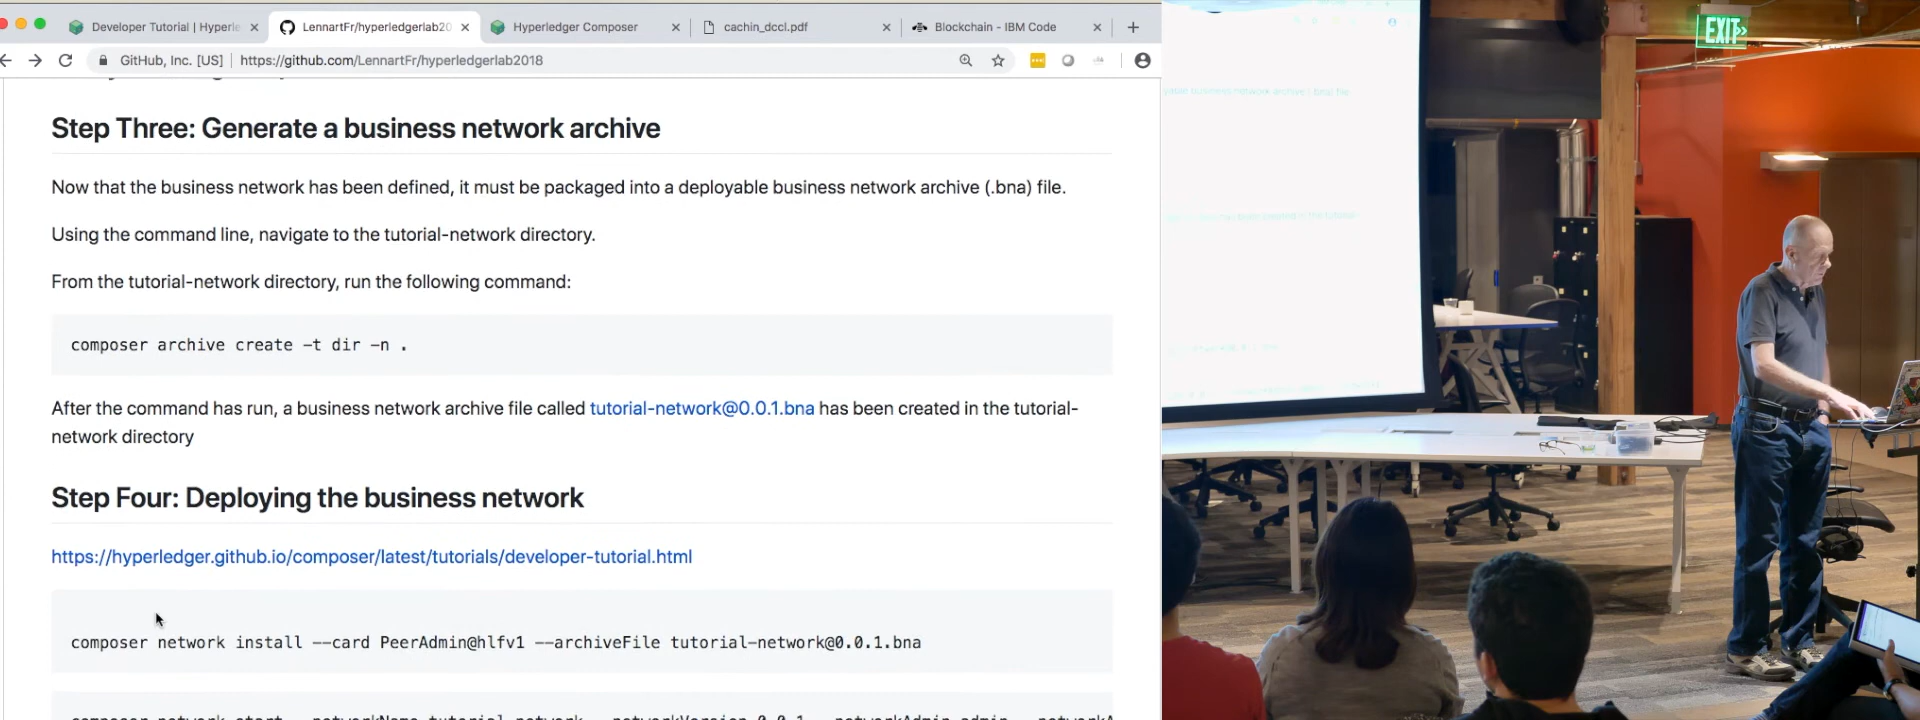 Developer Tutorial | Hyperle
LennartFr/hyperledgerlab20
Hyperledger Composer
cachin_dccl.pdf
Blockchain - IBM Code
GitHub, Inc. [US]
https://github.com/LennartFr/hyperledgerlab2018
Step Three: Generate a business network archive
Now that the business network has been defined, it must be packaged into a deployable business network archive (.bna) file.
Using the command line, navigate to the tutorial-network directory.
From the tutorial-network directory, run the following command:
composer archive create -t dir -n .
After the command has run, a business network archive file called tutorial-network@0.0.1.bna has been created in the tutorial-
network directory
Step Four: Deploying the business network
https://hyperledger.github.io/composer/latest/tutorials/developer-tutorial.html
composer network install --card PeerAdmin@hlfv1 --archiveFile tutorial-network@0.0.1.bna
EXIT